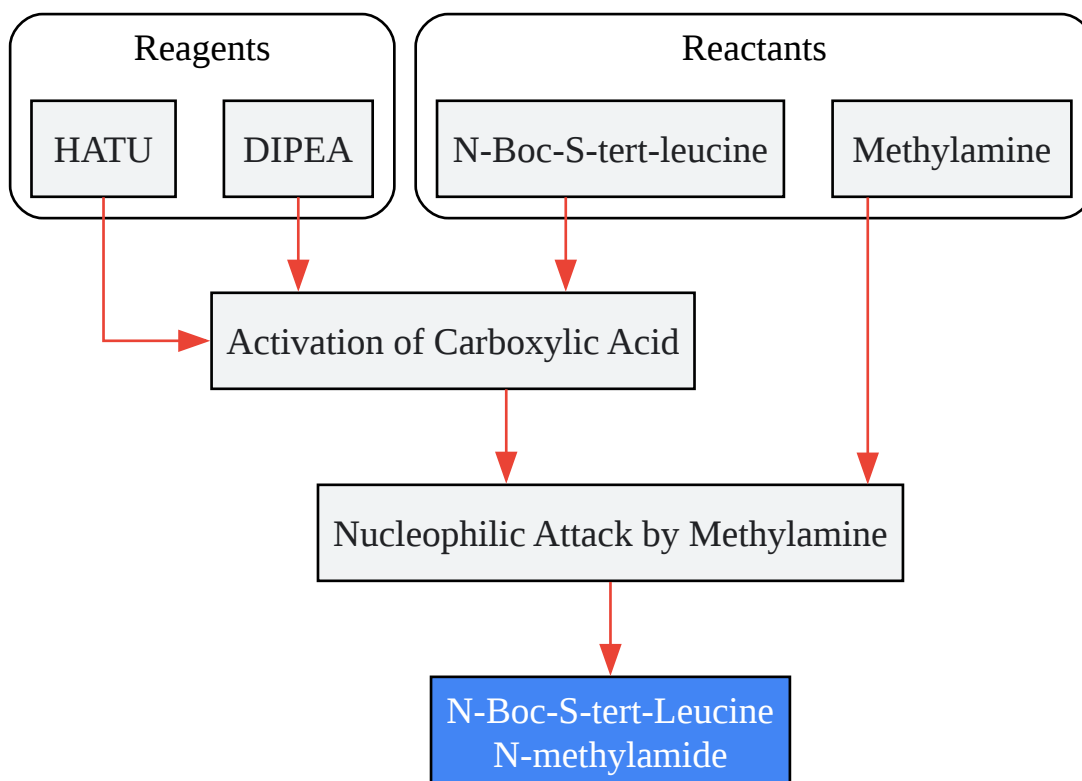 Reagents
Reactants
HATU
DIPEA
N-Boc-S-tert-leucine
Methylamine
Activation of Carboxylic Acid
Nucleophilic Attack by Methylamine
N-Boc-S-tert-Leucine
N-methylamide